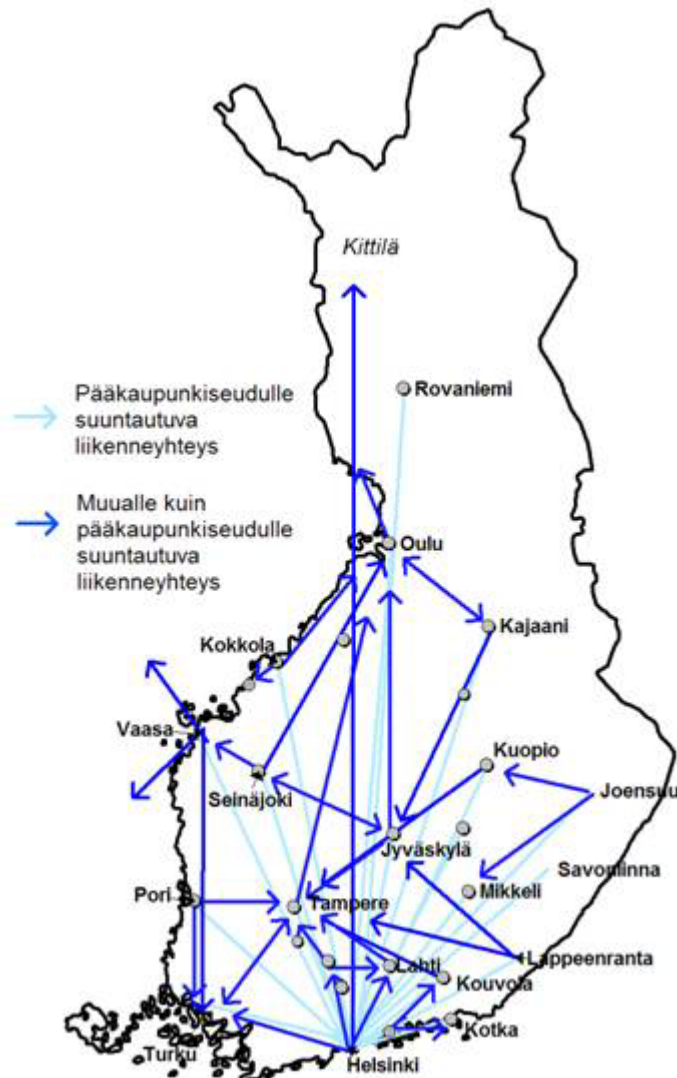 Kittilä
Pääkaupunkiseudulle
suuntautuva
liikenneyhteys
Rovaniemi
Muualle kuin
pääkaupunkiseudulle
suuntautuva
liikenneyhteys
Oulu
Kajaani
Kokkola
Vaasa
Kuopio
Seinäjoki
Joensuu
Jyväskylä
Savonlinna
Pori
Tampere
Mikkeli
Lahti
Lappeenranta
Kouvola
Kotka
Turku
Helsinki